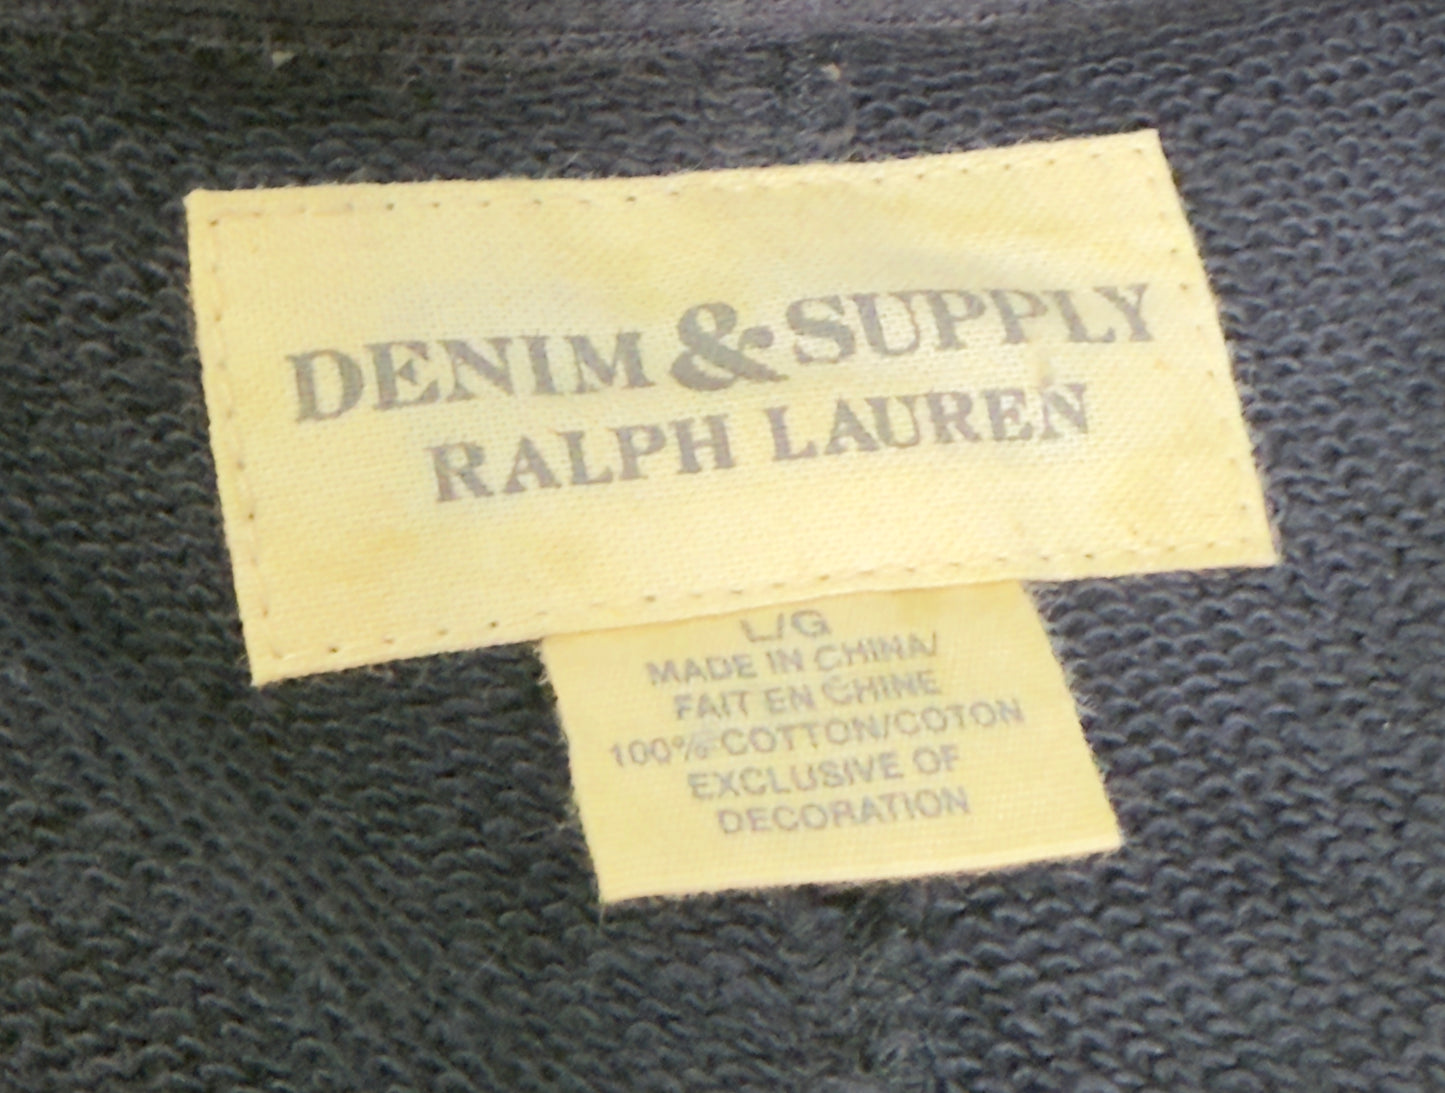 DENIM & SUPPLY
RALPH LAUREN
L/G
MADE IN CHINA/
FAIT EN CHINE
100% COTTON/COTON
EXCLUSIVE OF
DECORATION